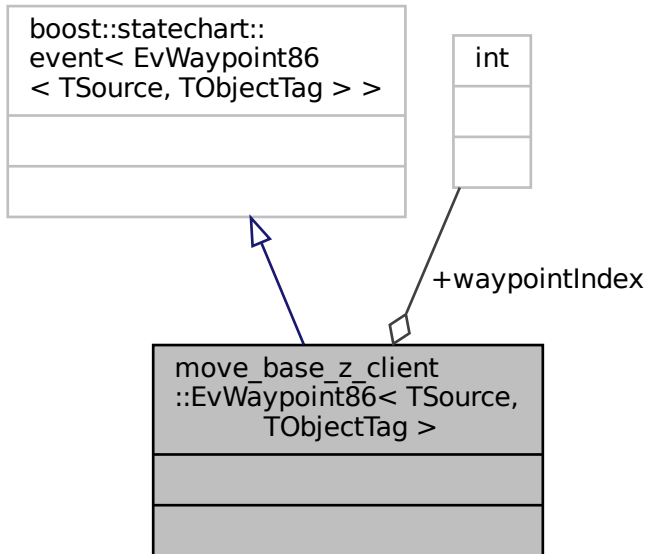 boost::statechart::
event< EvWaypoint86
< TSource, TObjectTag > >
int
+waypointIndex
move_base_z_client
::EvWaypoint86< TSource,
TObjectTag >